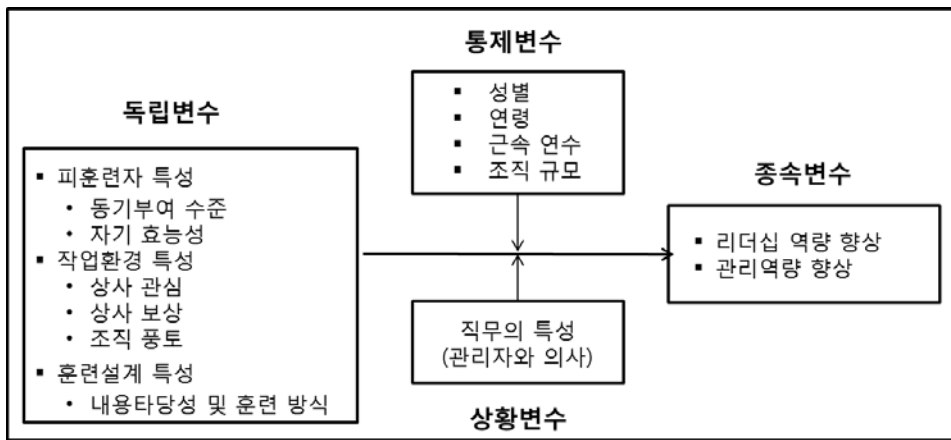 통제변수
▪ 성별
▪ 연령
▪ 근속 연수
▪ 조직 규모
독립변수
▪ 피훈련자 특성
• 동기부여 수준
• 자기 효능성
▪ 작업환경 특성
• 상사 관심
• 상사 보상
• 조직 풍토
▪ 훈련설계 특성
• 내용타당성 및 훈련 방식
종속변수
▪ 리더십 역량 향상
▪ 관리역량 향상
직무의 특성
(관리자와 의사)
상황변수